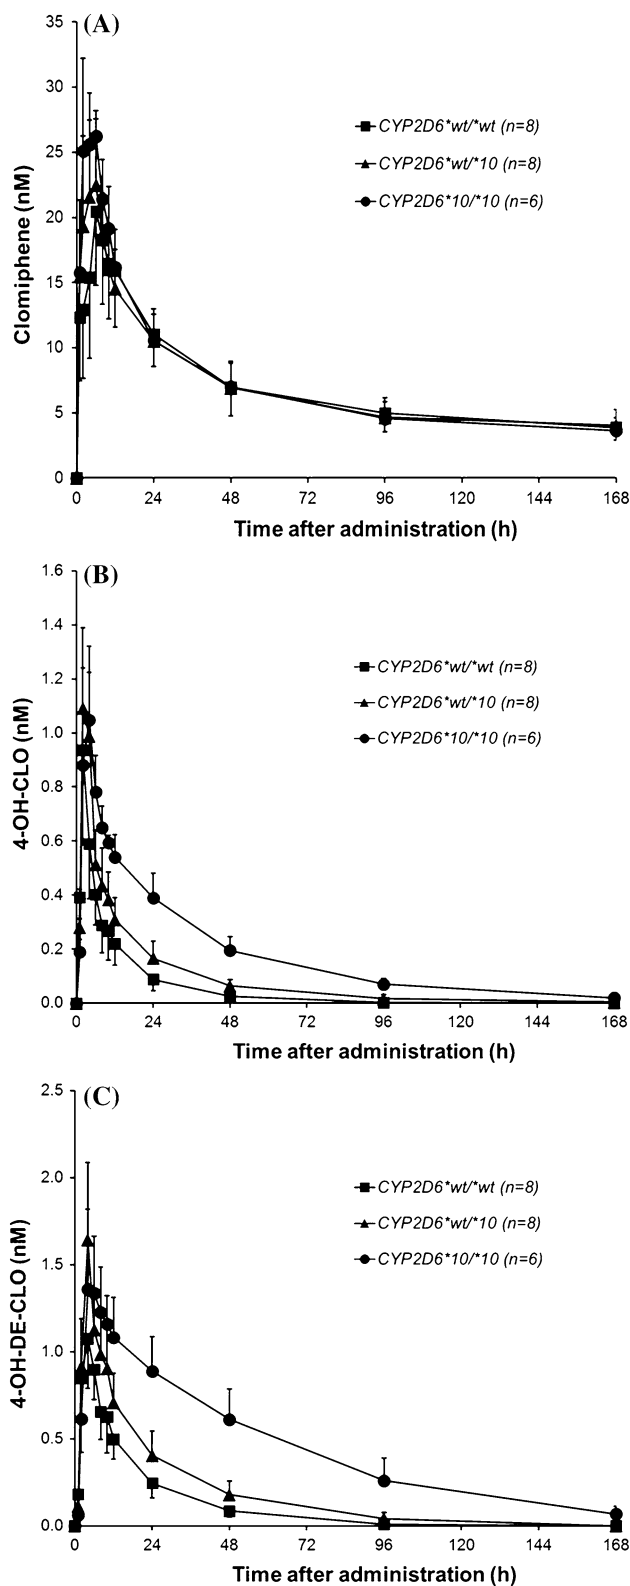 (A)
35
30
25
20
15
10
5
0
Clomiphene (nM)
CYP2D6*wt/*wt (n=8)
CYP2D6*wt/*10 (n=8)
CYP2D6*10/*10 (n=6)
0 24 48 72 96 120 144 168
Time after administration (h)
(B)
1.6
1.4
1.2
1.0
0.8
0.6
0.4
0.2
0.0
4-OH-CLO (nM)
CYP2D6*wt/*wt (n=8)
CYP2D6*wt/*10 (n=8)
CYP2D6*10/*10 (n=6)
0 24 48 72 96 120 144 168
Time after administration (h)
(C)
2.5
2.0
1.5
1.0
0.5
0.0
4-OH-DE-CLO (nM)
CYP2D6*wt/*wt (n=8)
CYP2D6*wt/*10 (n=8)
CYP2D6*10/*10 (n=6)
0 24 48 72 96 120 144 168
Time after administration (h)